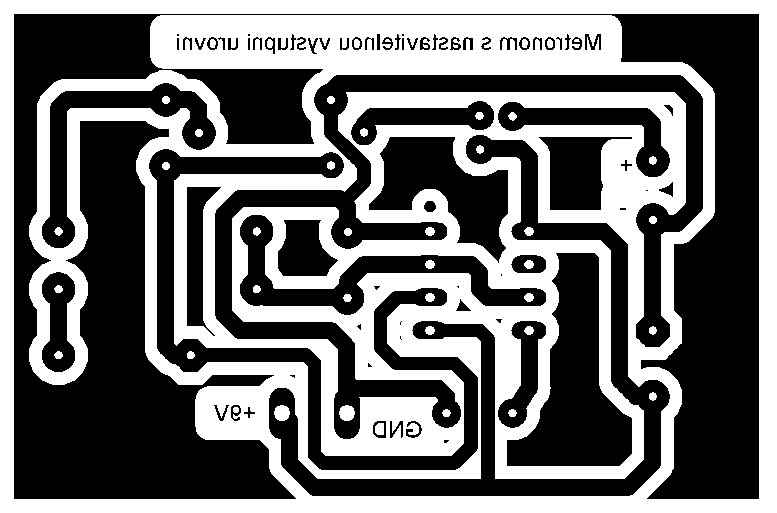 Metronom s nastavitelnou vystupni urovni
+
-
+9V
GND